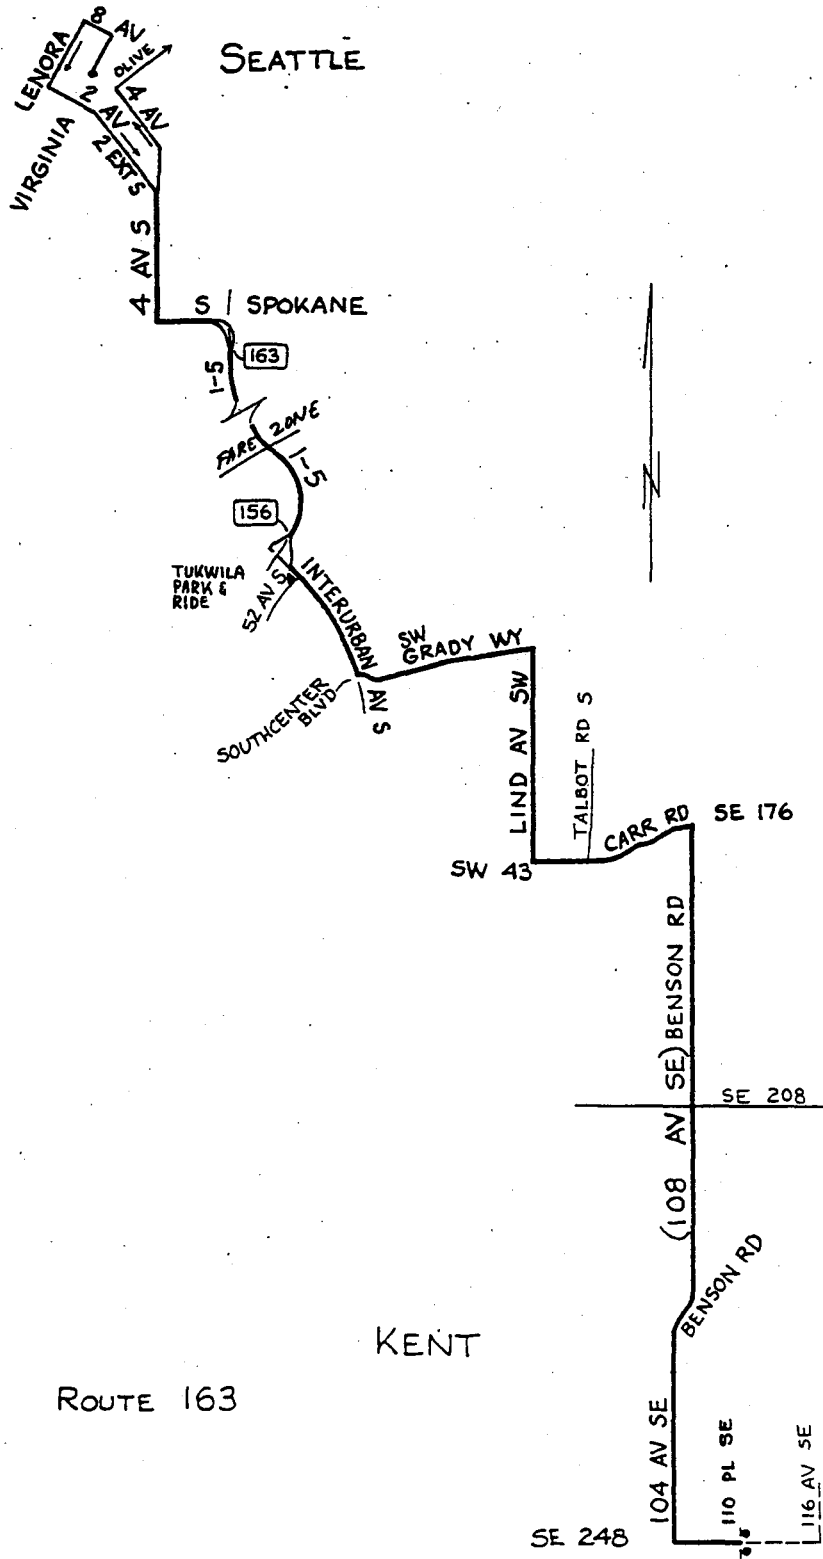 8 AV
OLIVE
SEATTLE
LENORA
4 AV
2 AV
2 EXT S
VIRGINIA
4 AV S
S SPOKANE
163
I-5
FARE ZONE
I-5
156
TUKWILA
PARK &
RIDE
52 AV S
INTERURBAN
AV S
SW
GRADY WY
SOUTHCENTER
BLVD
LIND AV SW
TALBOT RD S
CARR RD
SE 176
SW 43
BENSON RD
(108 AV SE)
SE 208
N
BENSON RD
KENT
ROUTE 163
104 AV SE
110 PL SE
116 AV SE
SE 248